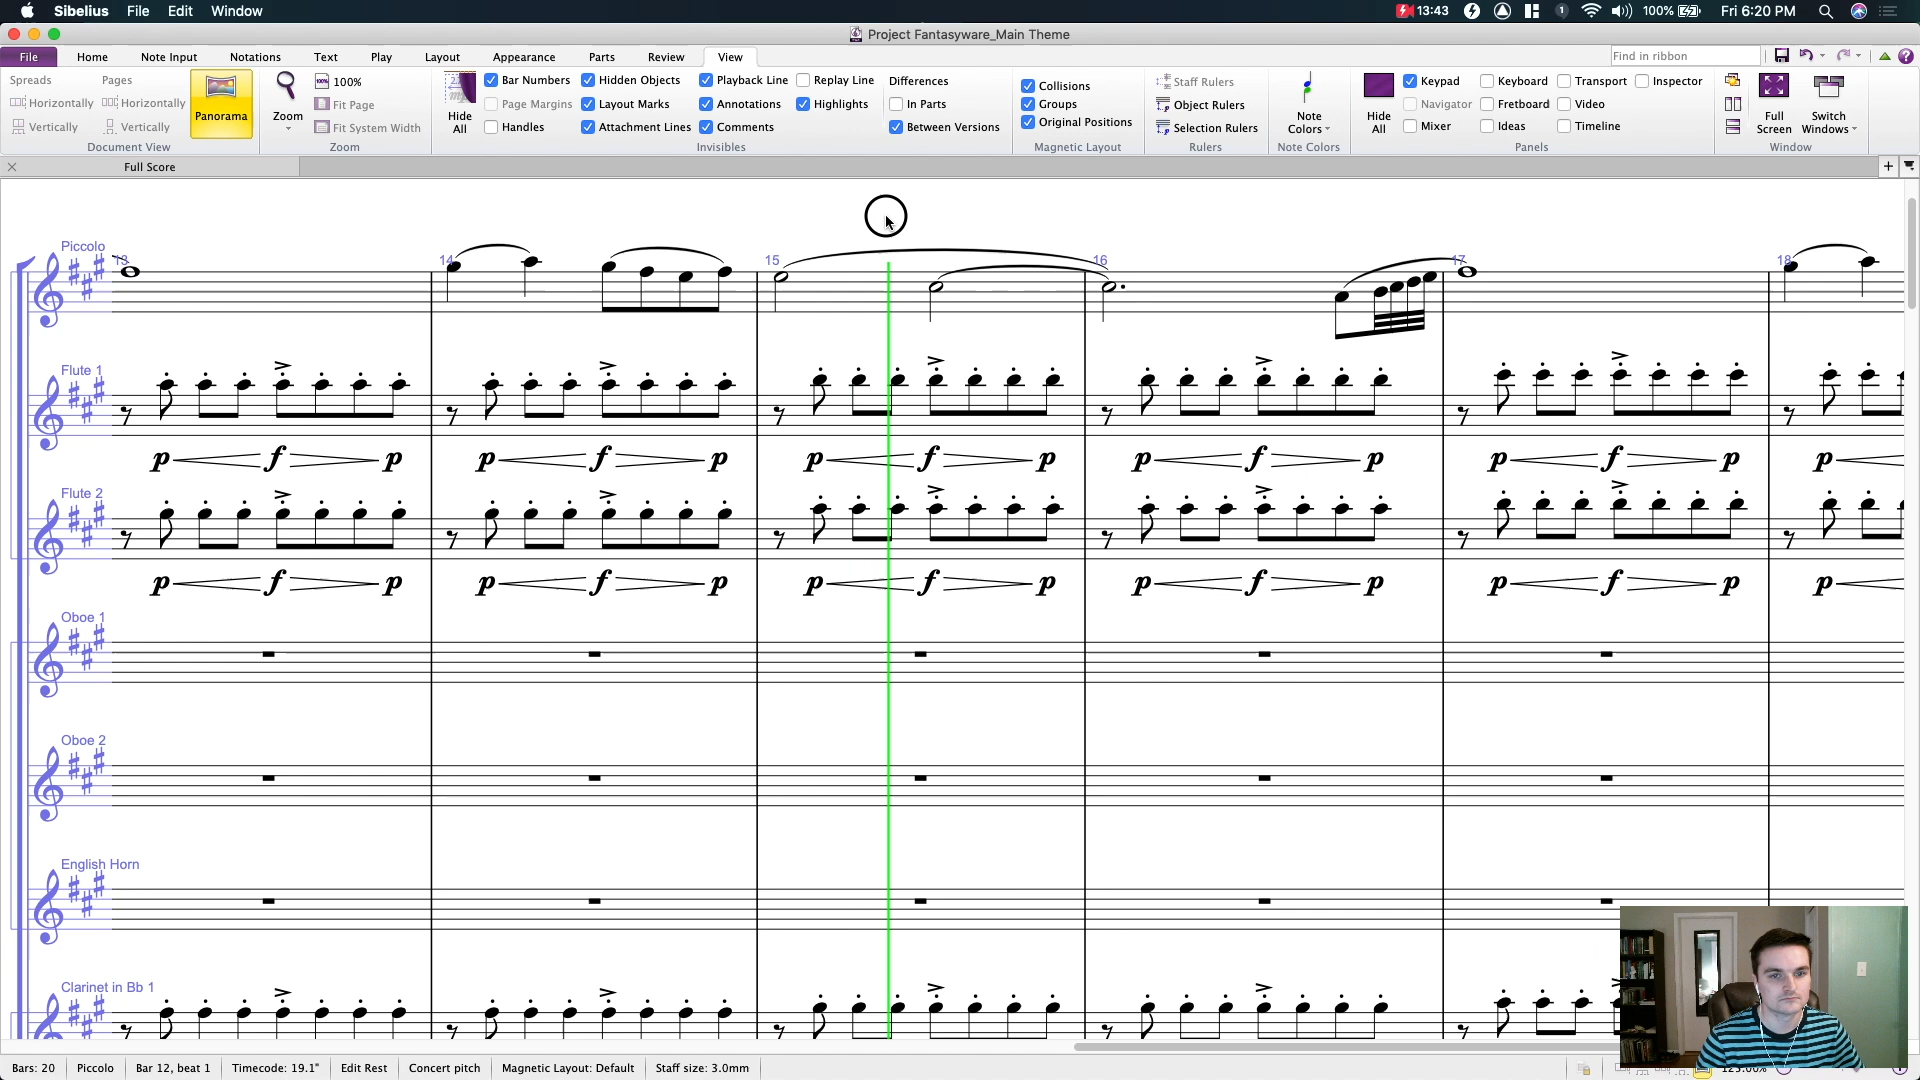 Sibelius File Edit Window 13:43 1 100% Fri 6:20 PM
Project Fantasyware_Main Theme
File Home Note Input Notations Text Play Layout Appearance Parts Review View Find in ribbon ?
Spreads Pages 100% Bar Numbers Hidden Objects Playback Line Replay Line Differences Collisions Staff Rulers Keypad Keyboard Transport Inspector
Horizontally Horizontally Panorama Zoom Fit Page Hide All Page Margins Layout Marks Annotations Highlights In Parts Groups Object Rulers Note Colors Hide All Navigator Fretboard Video Full Screen Switch Windows
Vertically Vertically Fit System Width Handles Attachment Lines Comments Between Versions Original Positions Selection Rulers Mixer Ideas Timeline
Document View Zoom Invisibles Magnetic Layout Rulers Note Colors Panels Window
Full Score
Piccolo 13 14 15 16 17 18
Flute 1
p f p p f p p f p p f p p f p p
Flute 2
p f p p f p p f p p f p p f p p
Oboe 1
Oboe 2
English Horn
Clarinet in Bb 1
Bars: 20 Piccolo Bar 12, beat 1 Timecode: 19.1" Edit Rest Concert pitch Magnetic Layout: Default Staff size: 3.0mm